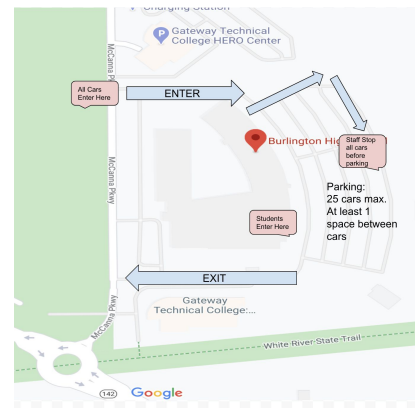 Charging Station
Gateway Technical
College HERO Center
P
McCanna Pkwy
All Cars
Enter Here
ENTER
Burlington Hig
Staff Stop
all cars
before
parking
McCanna Pkwy
Parking:
25 cars max.
At least 1
space between
cars
Students
Enter Here
EXIT
McCanna Pkwy
Gateway
Technical College:...
White River State Trail
142
Google